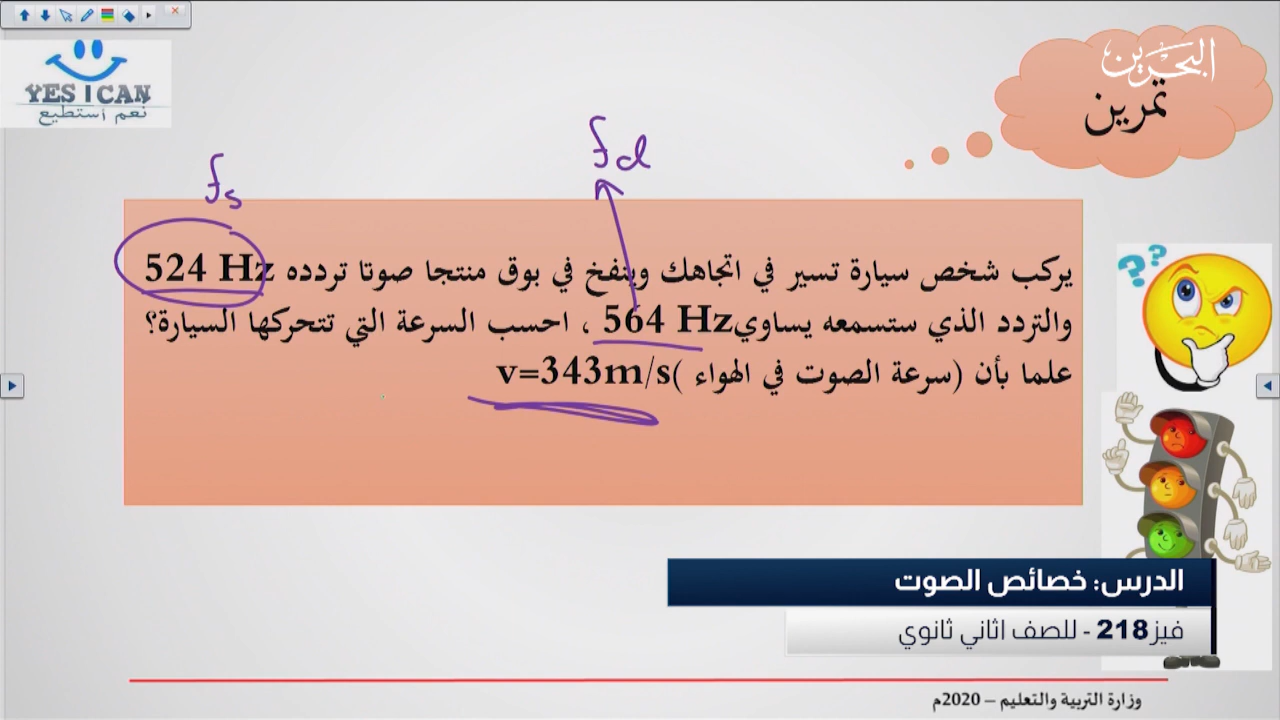 YES I CAN
نعم أستطيع
البحرين
تمرين
fs
fd
يركب شخص سيارة تسير في اتجاهك وينفخ في بوق منتجا صوتا تردده 524 Hz
والتردد الذي ستسمعه يساوي564 Hz ، احسب السرعة التي تتحركها السيارة؟
علما بأن (سرعة الصوت في الهواء )v=343m/s
الدرس: خصائص الصوت
فيز218 - للصف اثاني ثانوي
وزارة التربية والتعليم – 2020م